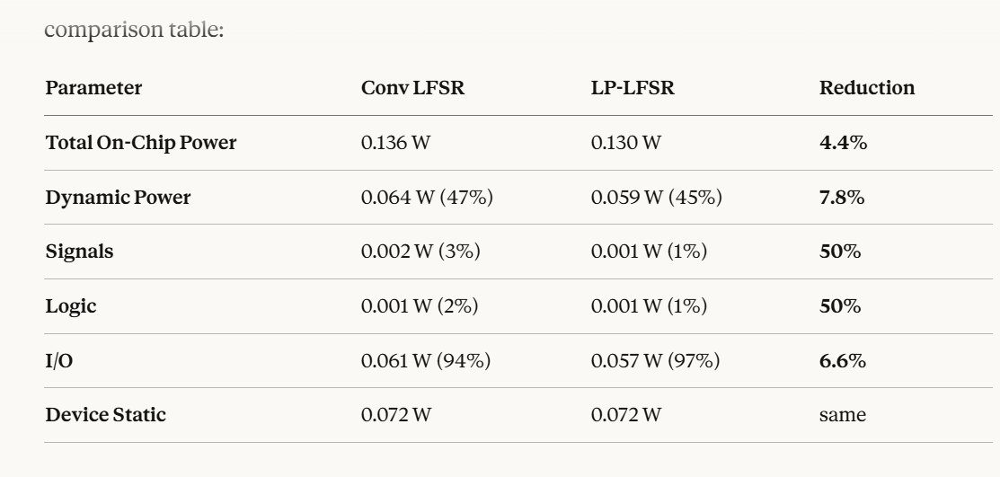 comparison table:
Parameter Conv LFSR LP-LFSR Reduction
Total On-Chip Power 0.136 W 0.130 W 4.4%
Dynamic Power 0.064 W (47%) 0.059 W (45%) 7.8%
Signals 0.002 W (3%) 0.001 W (1%) 50%
Logic 0.001 W (2%) 0.001 W (1%) 50%
I/O 0.061 W (94%) 0.057 W (97%) 6.6%
Device Static 0.072 W 0.072 W same